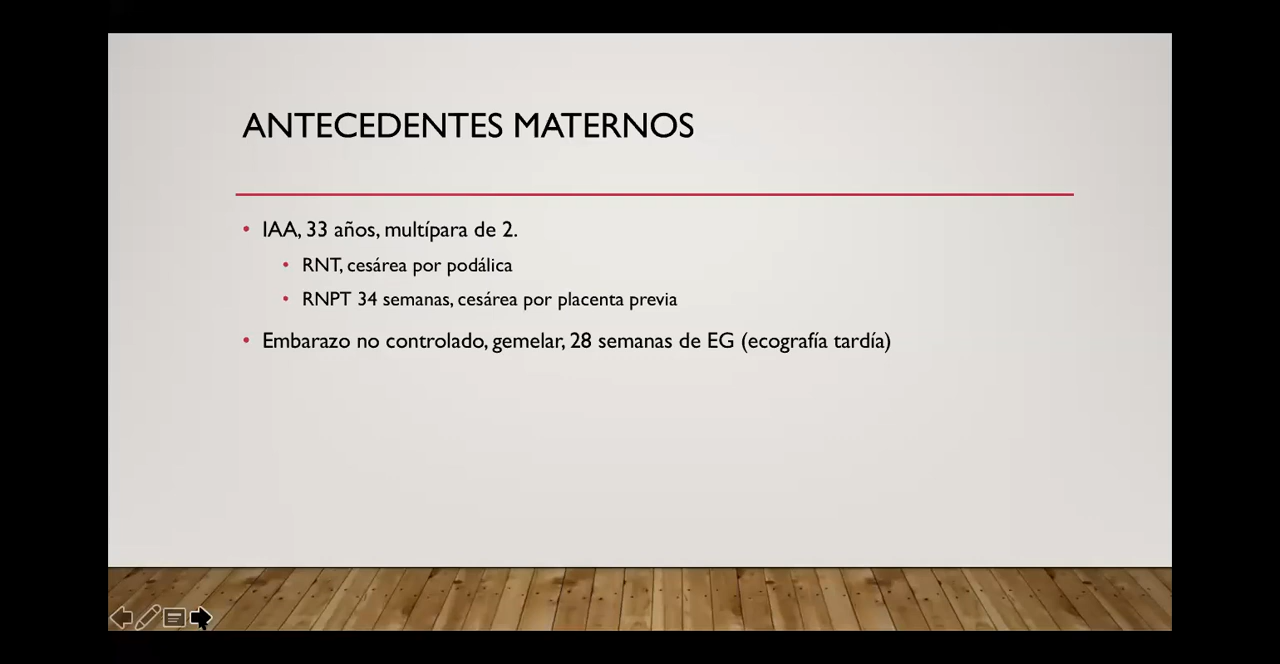 ANTECEDENTES MATERNOS
• IAA, 33 años, multípara de 2.
• RNT, cesárea por podálica
• RNPT 34 semanas, cesárea por placenta previa
• Embarazo no controlado, gemelar, 28 semanas de EG (ecografía tardía)